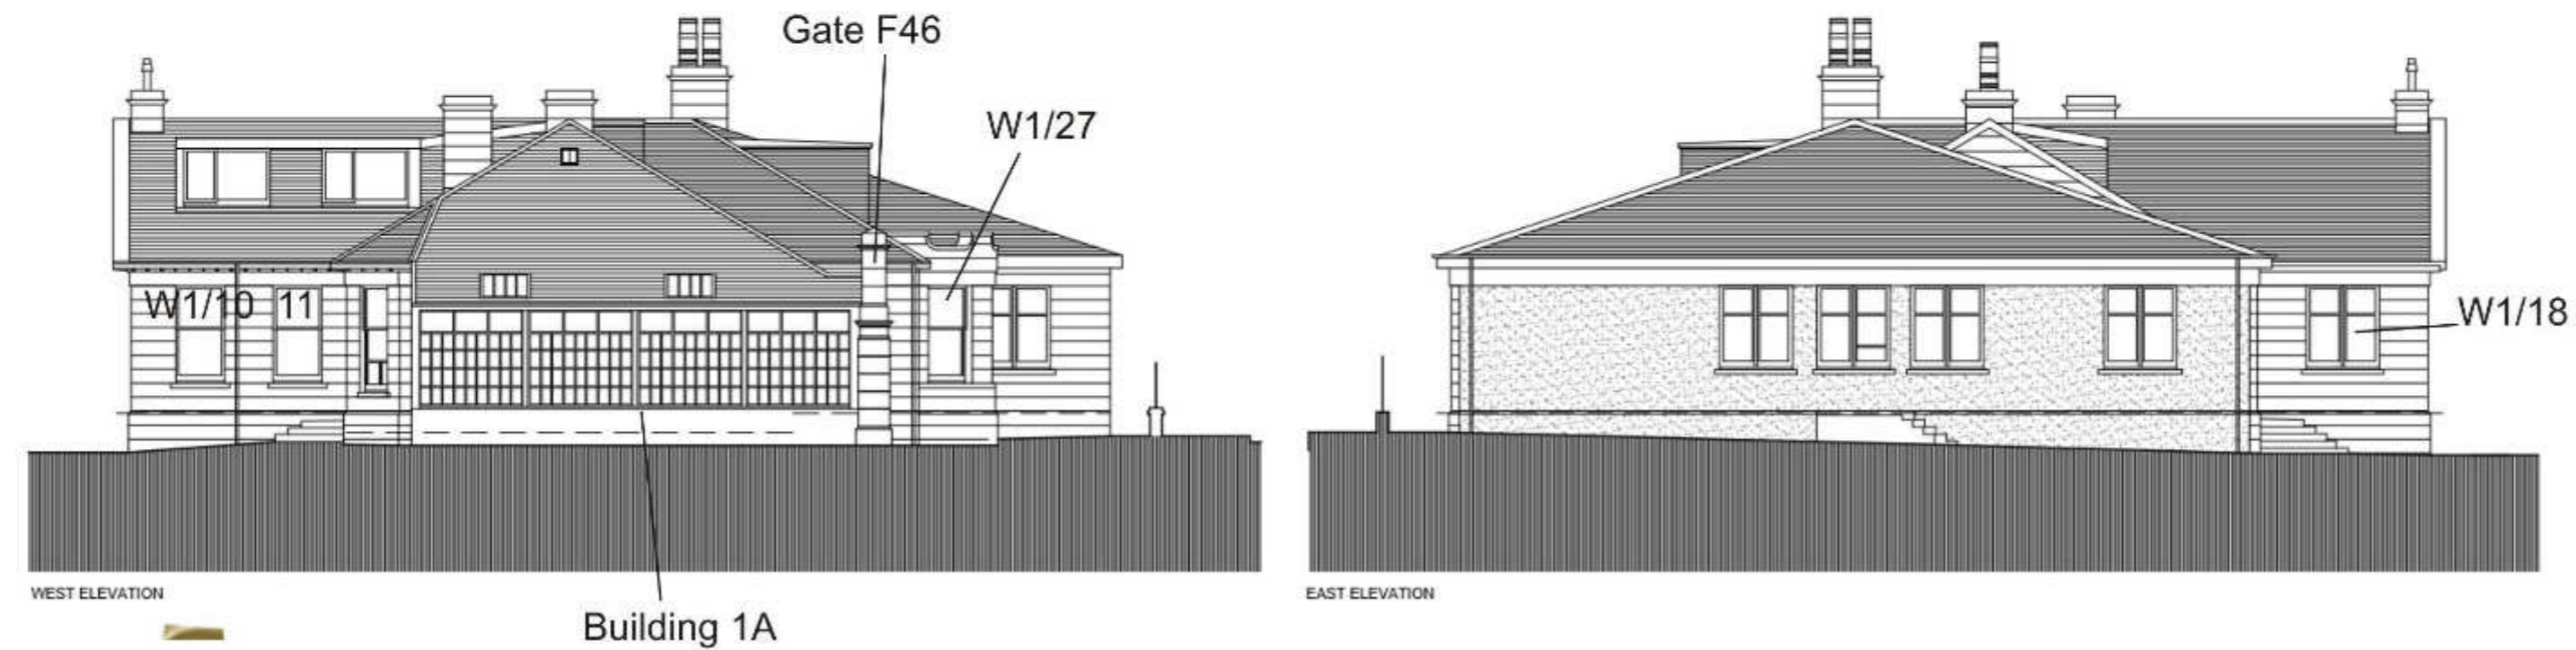 Gate F46
W1/27
W1/10 11
W1/18
WEST ELEVATION
EAST ELEVATION
Building 1A